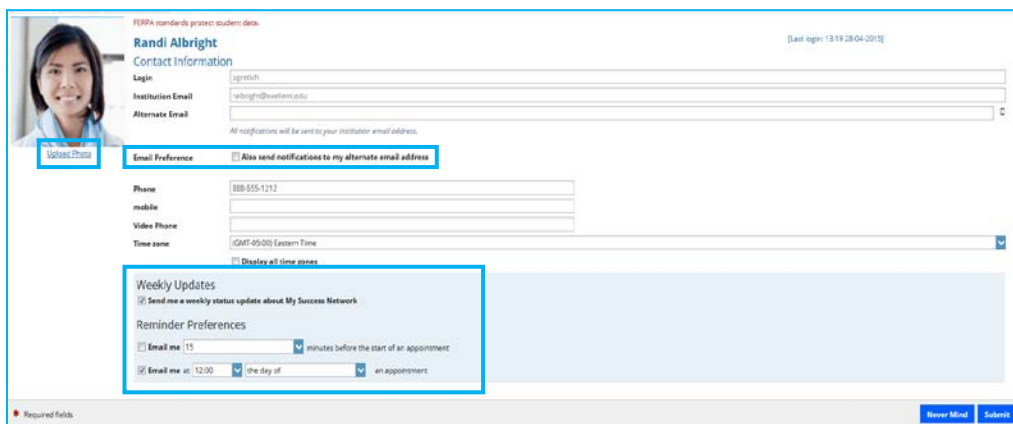 FERPA standards protect student data.
Randi Albright [Last login: 13:19 28-04-2015]
Contact Information
Login
Institution Email ralbright@exellent.edu
Alternate Email
All notifications will be sent to your institution email address.
Upload Photo
Email Preference Also send notifications to my alternate email address
Phone 888-555-1212
mobile
Video Phone
Time zone (GMT-05:00) Eastern Time
Display all time zones
Weekly Updates
Send me a weekly status update about My Success Network
Reminder Preferences
Email me 15 minutes before the start of an appointment
Email me at 12:00 the day of an appointment
Required fields Never Mind Submit